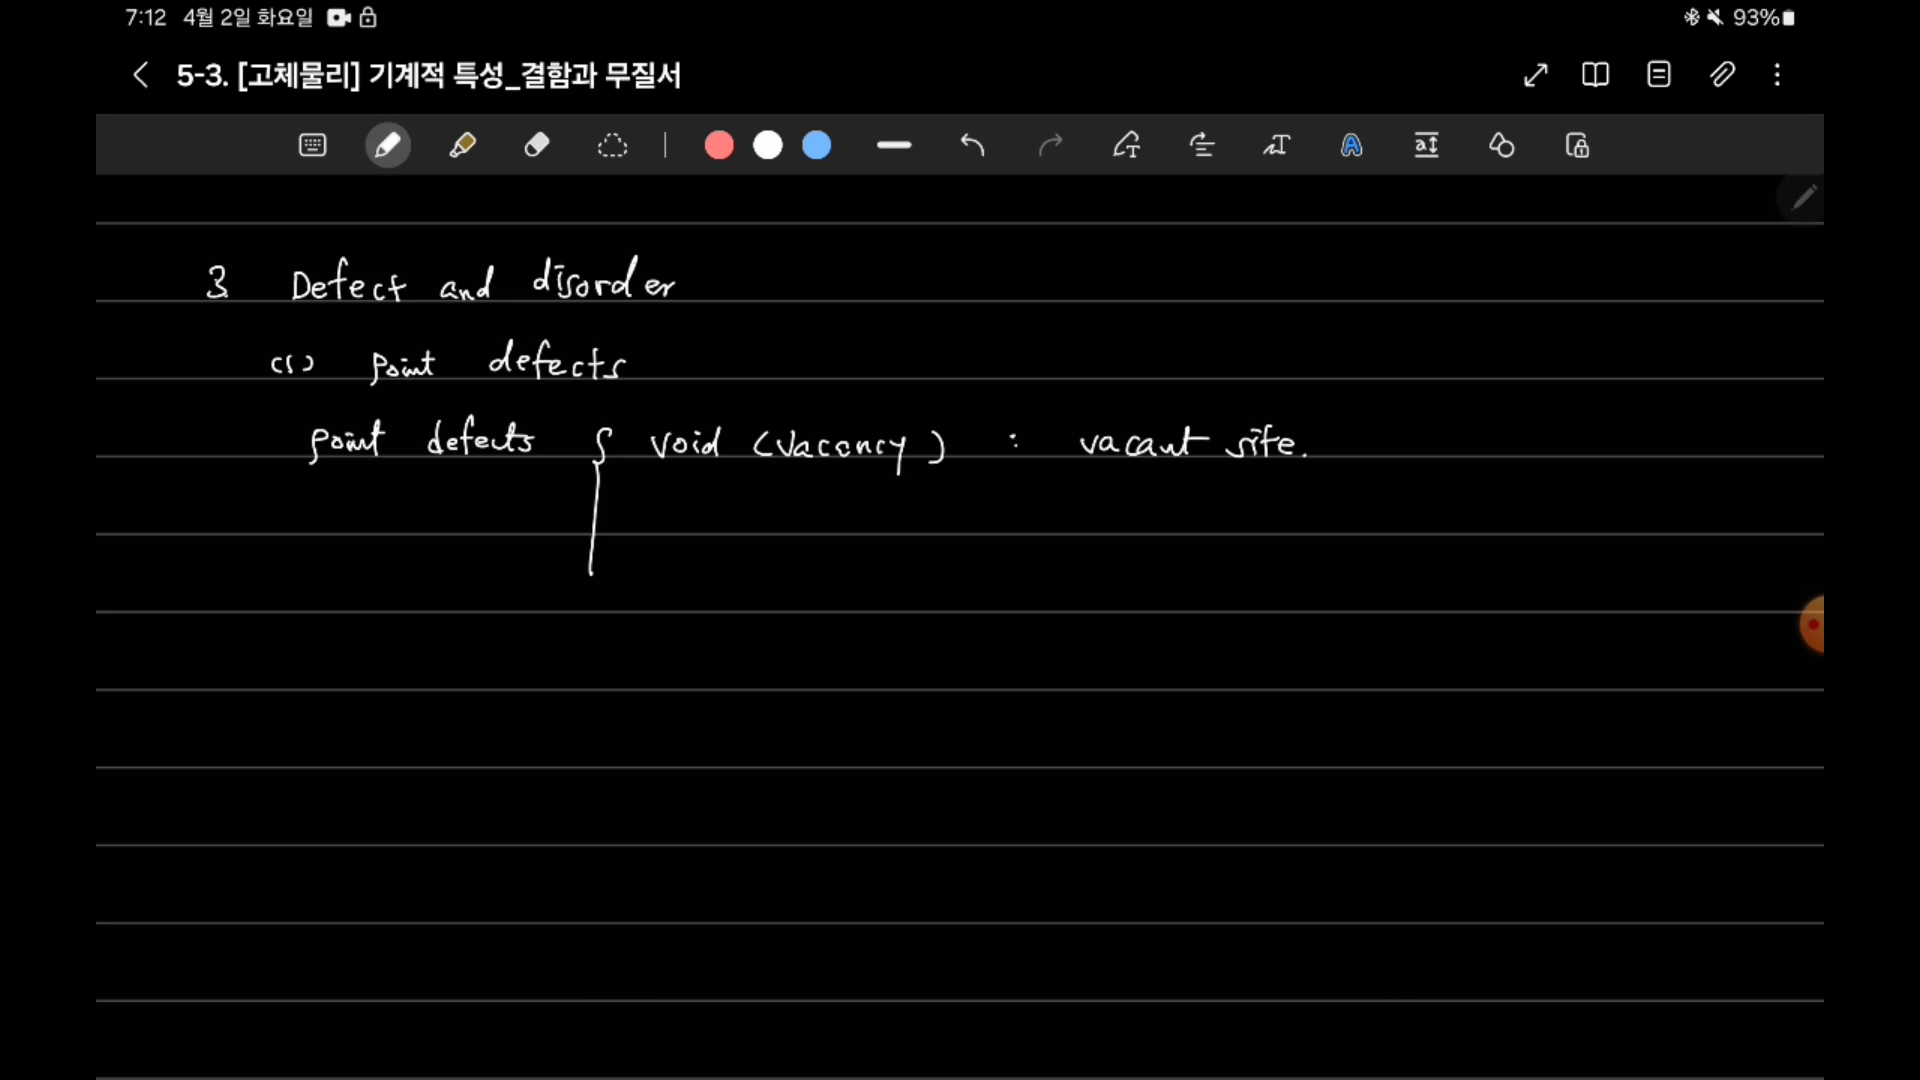 7:12 4월 2일 화요일 93%
5-3. [고체물리] 기계적 특성_결함과 무질서
3 Defect and disorder
(1) point defects
point defects { void (vacancy) : vacant site.